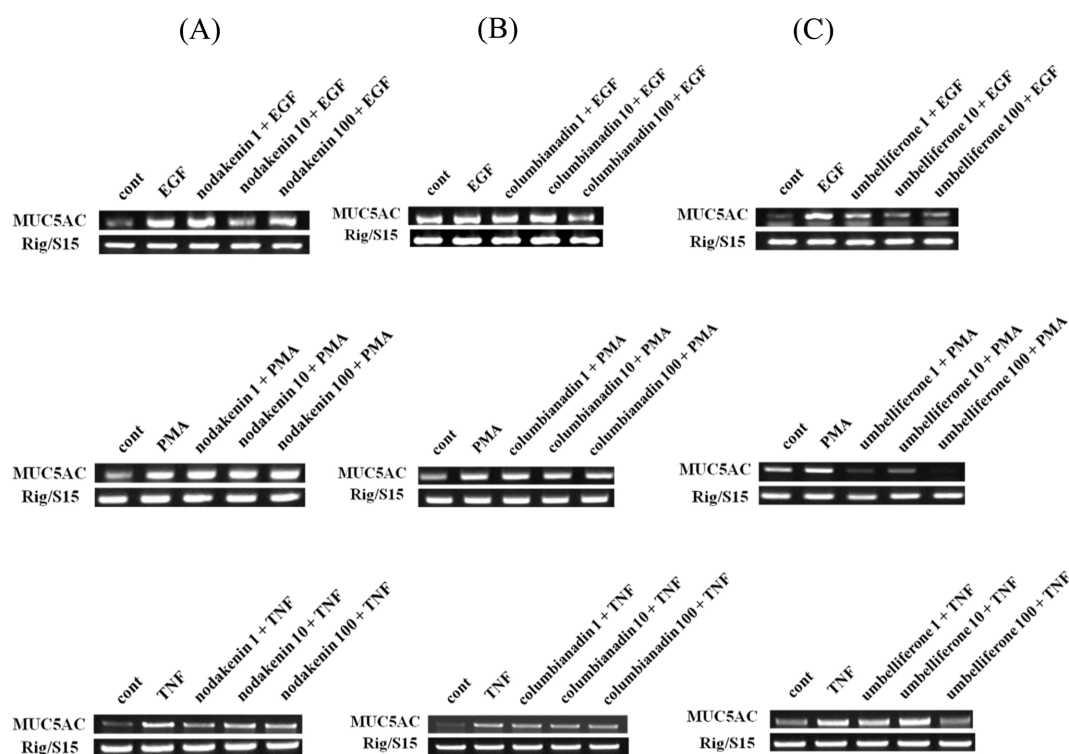 (A)
(B)
(C)
cont
EGF
nodakenin 1 + EGF
nodakenin 10 + EGF
nodakenin 100 + EGF
MUC5AC
Rig/S15
cont
EGF
columbianadin 1 + EGF
columbianadin 10 + EGF
columbianadin 100 + EGF
MUC5AC
Rig/S15
cont
EGF
umbelliferone 1 + EGF
umbelliferone 10 + EGF
umbelliferone 100 + EGF
MUC5AC
Rig/S15
cont
PMA
nodakenin 1 + PMA
nodakenin 10 + PMA
nodakenin 100 + PMA
MUC5AC
Rig/S15
cont
PMA
columbianadin 1 + PMA
columbianadin 10 + PMA
columbianadin 100 + PMA
MUC5AC
Rig/S15
cont
PMA
umbelliferone 1 + PMA
umbelliferone 10 + PMA
umbelliferone 100 + PMA
MUC5AC
Rig/S15
cont
TNF
nodakenin 1 + TNF
nodakenin 10 + TNF
nodakenin 100 + TNF
MUC5AC
Rig/S15
cont
TNF
columbianadin 1 + TNF
columbianadin 10 + TNF
columbianadin 100 + TNF
MUC5AC
Rig/S15
cont
TNF
umbelliferone 1 + TNF
umbelliferone 10 + TNF
umbelliferone 100 + TNF
MUC5AC
Rig/S15